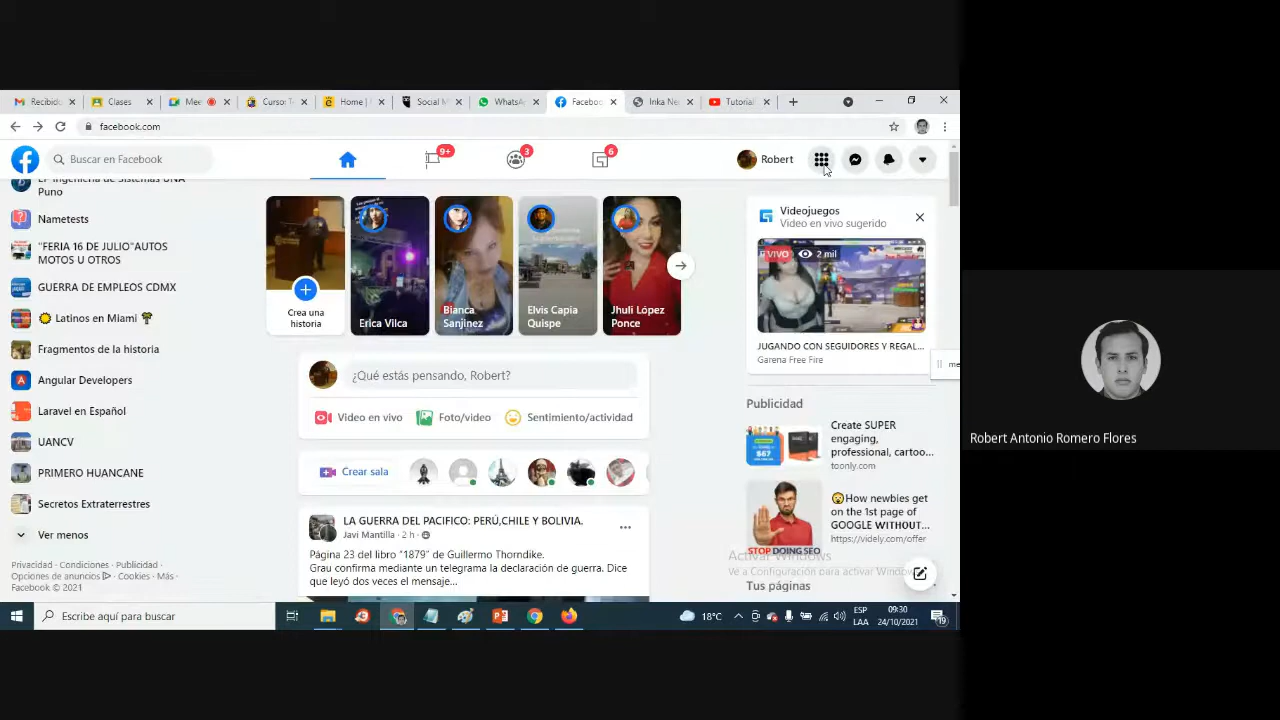 Recibido
Clases
Mee
Curso: T
Home |
Social M
WhatsA
Faceboo
Inka Ne
Tutorial
facebook.com
Buscar en Facebook
9+
3
6
Robert
EP Ingeniería de Sistemas UNA
Puno
Nametests
"FERIA 16 DE JULIO"AUTOS
MOTOS U OTROS
GUERRA DE EMPLEOS CDMX
Latinos en Miami
Fragmentos de la historia
Angular Developers
Laravel en Español
UANCV
PRIMERO HUANCANE
Secretos Extraterrestres
Ver menos
Privacidad · Condiciones · Publicidad ·
Opciones de anuncios · Cookies · Más ·
Facebook © 2021
Crea una
historia
Erica Vilca
Bianca
Sanjinez
Elvis Capia
Quispe
Jhuli López
Ponce
¿Qué estás pensando, Robert?
Video en vivo
Foto/video
Sentimiento/actividad
Crear sala
LA GUERRA DEL PACIFICO: PERÚ,CHILE Y BOLIVIA.
Javi Mantilla · 2 h ·
Página 23 del libro "1879" de Guillermo Thorndike.
Grau confirma mediante un telegrama la declaración de guerra. Dice
que leyó dos veces el mensaje...
Videojuegos
Video en vivo sugerido
VIVO
2 mil
JUGANDO CON SEGUIDORES Y REGAL...
Garena Free Fire
me
Publicidad
$67
Create SUPER
engaging,
professional, cartoo...
toonly.com
How newbies get
on the 1st page of
GOOGLE WITHOUT...
https://videly.com/offer
STOP DOING SEO
Activar Windows
Ve a Configuración para activar Windows
Tus páginas
Escribe aquí para buscar
18°C
ESP
LAA
09:30
24/10/2021
19
Robert Antonio Romero Flores